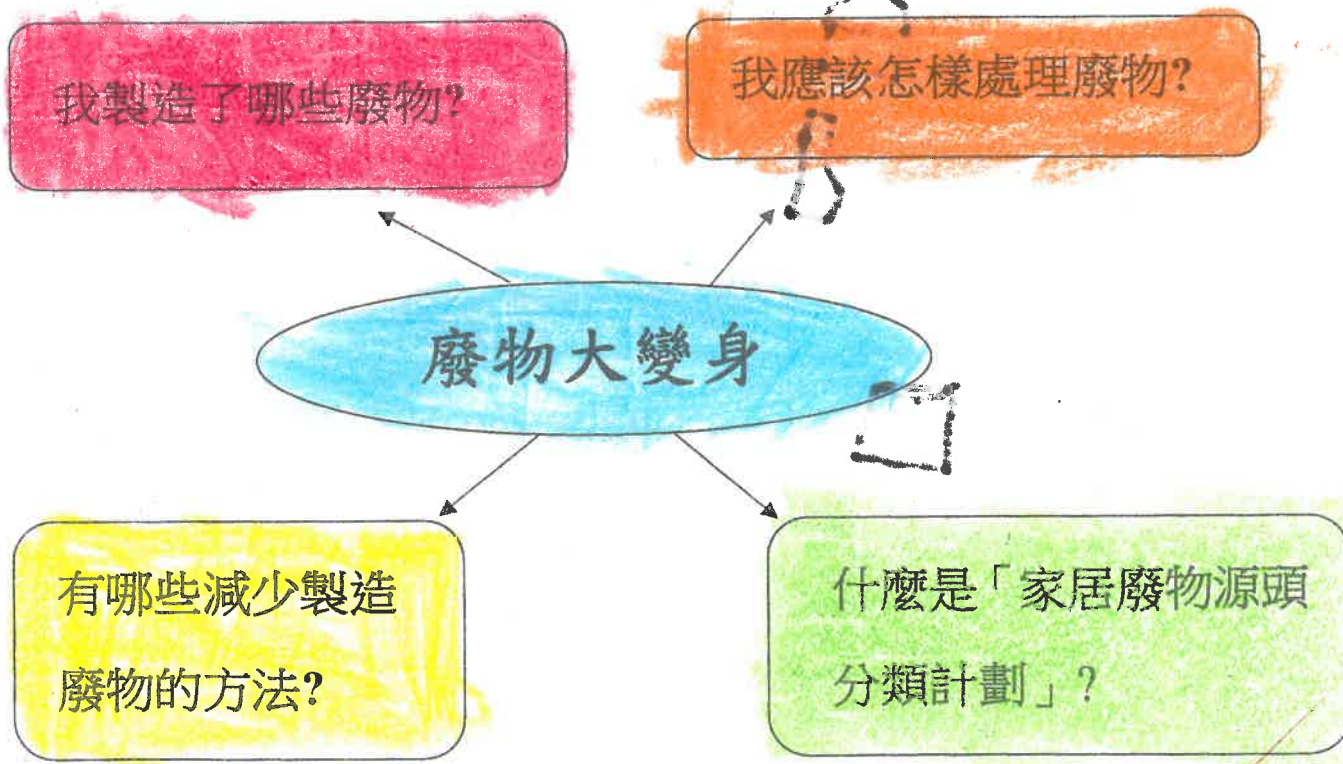 我製造了哪些廢物?
我應該怎樣處理廢物?
廢物大變身
有哪些減少製造
廢物的方法?
什麼是「家居廢物源頭
分類計劃」?